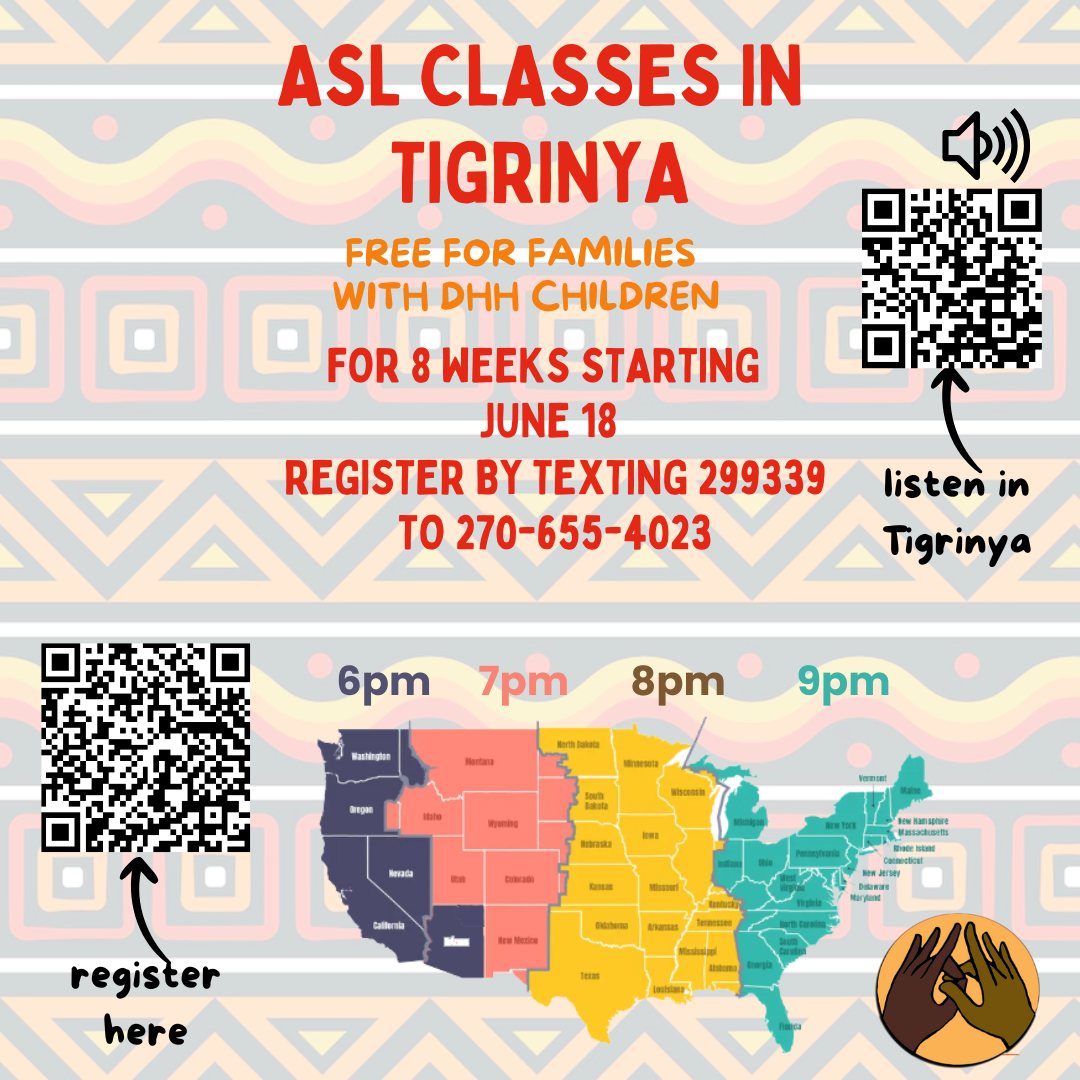 ASL CLASSES IN
TIGRINYA
FREE FOR FAMILIES
WITH DHH CHILDREN
FOR 8 WEEKS STARTING
JUNE 18
REGISTER BY TEXTING 299339
TO 270-655-4023
listen in
Tigrinya
register
here
6pm 7pm 8pm 9pm
Washington
Montana
North Dakota
Minnesota
Vermont
Maine
Oregon
Idaho
Wyoming
South
Dakota
Wisconsin
Michigan
New York
New Hampshire
Massachusetts
Rhode Island
Connecticut
New Jersey
Delaware
Maryland
Nevada
Utah
Colorado
Nebraska
Iowa
Indiana
Ohio
Pennsylvania
West
Virginia
Virginia
California
New Mexico
Kansas
Missouri
Kentucky
Oklahoma
Arkansas
Tennessee
North Carolina
South
Carolina
Texas
Louisiana
Mississippi
Alabama
Georgia
Florida